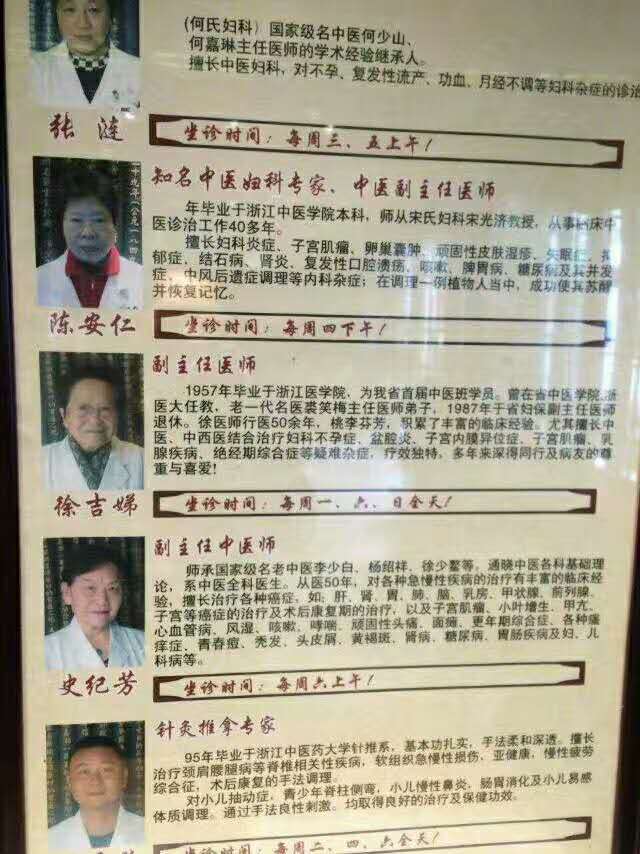 (何氏妇科）国家级名中医何少山、
何嘉琳主任医师的学术经验继承人。
擅长中医妇科，对不孕、复发性流产、功血、月经不调等妇科杂症的诊治
张涟
坐诊时间：每周三、五上午！
知名中医妇科专家、中医副主任医师
年毕业于浙江中医学院本科，师从宋氏妇科宋光济教授，从事临床中
医诊治工作40多年。
擅长妇科炎症、子宫肌瘤、卵巢囊肿、顽固性皮肤湿疹、失眠症、抑
郁症、结石病、肾炎、复发性口腔溃疡、咳嗽、脾胃病、糖尿病及其并发
症、中风后遗症调理等内科杂症；在调理一例植物人当中，成功使其苏醒
并恢复记忆。
陈安仁
坐诊时间：每周四下午！
副主任医师
1957年毕业于浙江医学院，为我省首届中医班学员。曾在省中医学院、浙
医大任教，老一代名医裘笑梅主任医师弟子，1987年于省妇保副主任医师
退休。徐医师行医50余年，桃李芬芳，积累了丰富的临床经验。尤其擅长中
医、中西医结合治疗妇科不孕症、盆腔炎、子宫内膜异位症、子宫肌瘤、乳
腺疾病、绝经期综合症等疑难杂症，疗效独特，多年来深得同行及病友的尊
重与喜爱！
徐吉娣
坐诊时间：每周一、六、日全天！
副主任中医师
师承国家级名老中医李少白、杨绍祥、徐少鳌等。通晓中医各科基础理
论，系中医全科医生。从医50年，对各种急慢性疾病的治疗有丰富的临床经
验，擅长治疗各种癌症，如：肝、肾、胃、肺、脑、乳房、甲状腺、前列腺、
子宫等癌症的治疗及术后康复期的治疗，以及子宫肌瘤、小叶增生、甲亢、
心血管病、风湿、咳嗽、哮喘、顽固性头痛、面瘫、更年期综合症、各种瘙
痒症、青春痘、秃发、头皮屑、黄褐斑、肾病、糖尿病、胃肠疾病及妇、儿
科病等。
史纪芳
坐诊时间：每周六上午！
针灸推拿专家
95年毕业于浙江中医药大学针推系，基本功扎实，手法柔和深透。擅长
治疗颈肩腰腿病等脊椎相关性疾病，软组织急慢性损伤，亚健康，慢性疲劳
综合征，术后康复的手法调理。
对小儿抽动症，青少年脊柱侧弯，小儿慢性鼻炎，肠胃消化及小儿易感
体质调理。通过手法良性刺激。均取得良好的治疗及保健功效。
坐诊时间：每周二、四、六全天！